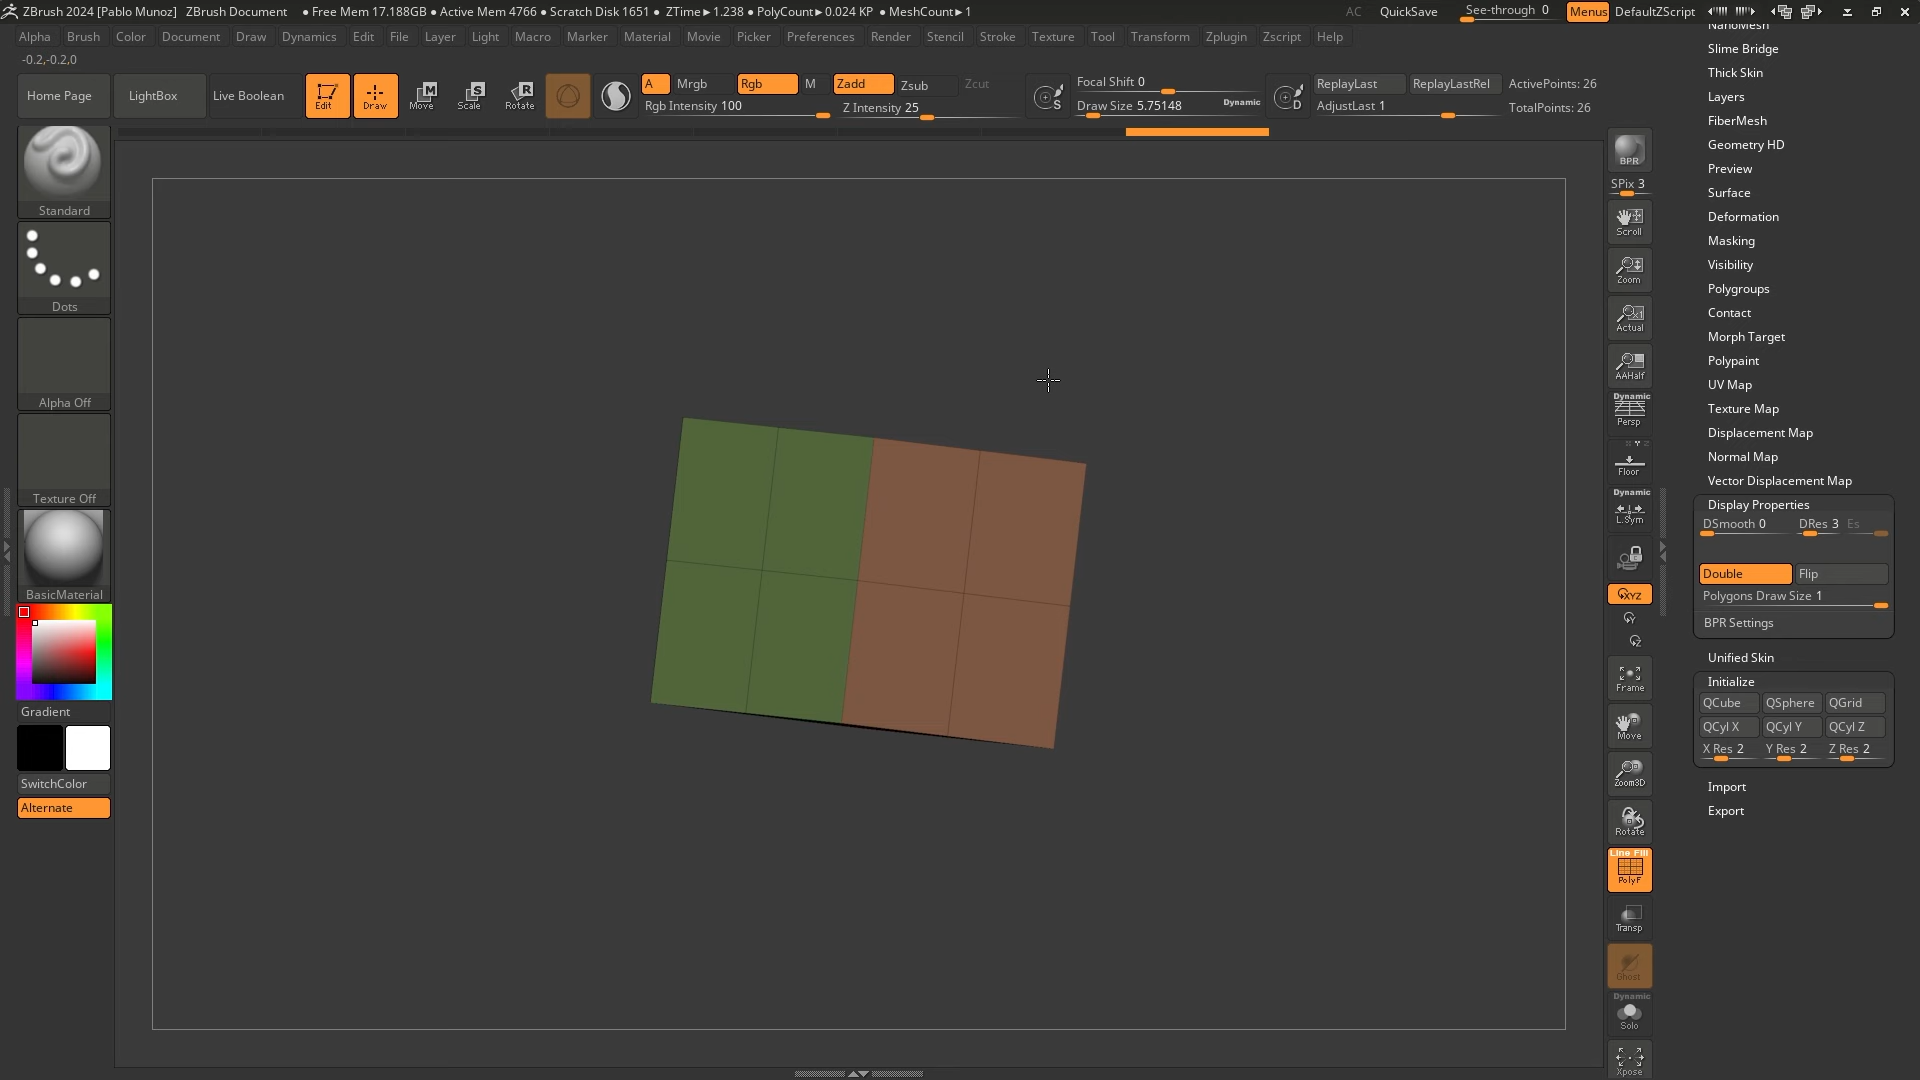 ZBrush 2024 [Pablo Munoz] ZBrush Document ● Free Mem 17.188GB ● Active Mem 4766 ● Scratch Disk 1651 ● ZTime►1.238 ● PolyCount►0.024 KP ● MeshCount►1
AC QuickSave See-through 0 Menus DefaultZScript
Alpha Brush Color Document Draw Dynamics Edit File Layer Light Macro Marker Material Movie Picker Preferences Render Stencil Stroke Texture Tool Transform Zplugin Zscript Help
-0.2,-0.2,0
Home Page LightBox Live Boolean Edit Draw Move Scale Rotate
A Mrgb Rgb M Zadd Zsub Zcut
Rgb Intensity 100 Z Intensity 25
S Focal Shift 0
Draw Size 5.75148 Dynamic
D ReplayLast ReplayLastRel ActivePoints: 26
AdjustLast 1 TotalPoints: 26
Standard
Dots
Alpha Off
Texture Off
BasicMaterial
Gradient
SwitchColor
Alternate
BPR
SPix 3
Scroll
Zoom
Actual
AAHalf
Dynamic
Persp
Floor
Dynamic
L.Sym
XYZ
Y
Z
Frame
Move
Zoom3D
Rotate
Line Fill
PolyF
Transp
Ghost
Dynamic
Solo
Xpose
NanoMesh
Slime Bridge
Thick Skin
Layers
FiberMesh
Geometry HD
Preview
Surface
Deformation
Masking
Visibility
Polygroups
Contact
Morph Target
Polypaint
UV Map
Texture Map
Displacement Map
Normal Map
Vector Displacement Map
Display Properties
DSmooth 0 DRes 3 Es
Double Flip
Polygons Draw Size 1
BPR Settings
Unified Skin
Initialize
QCube QSphere QGrid
QCyl X QCyl Y QCyl Z
X Res 2 Y Res 2 Z Res 2
Import
Export